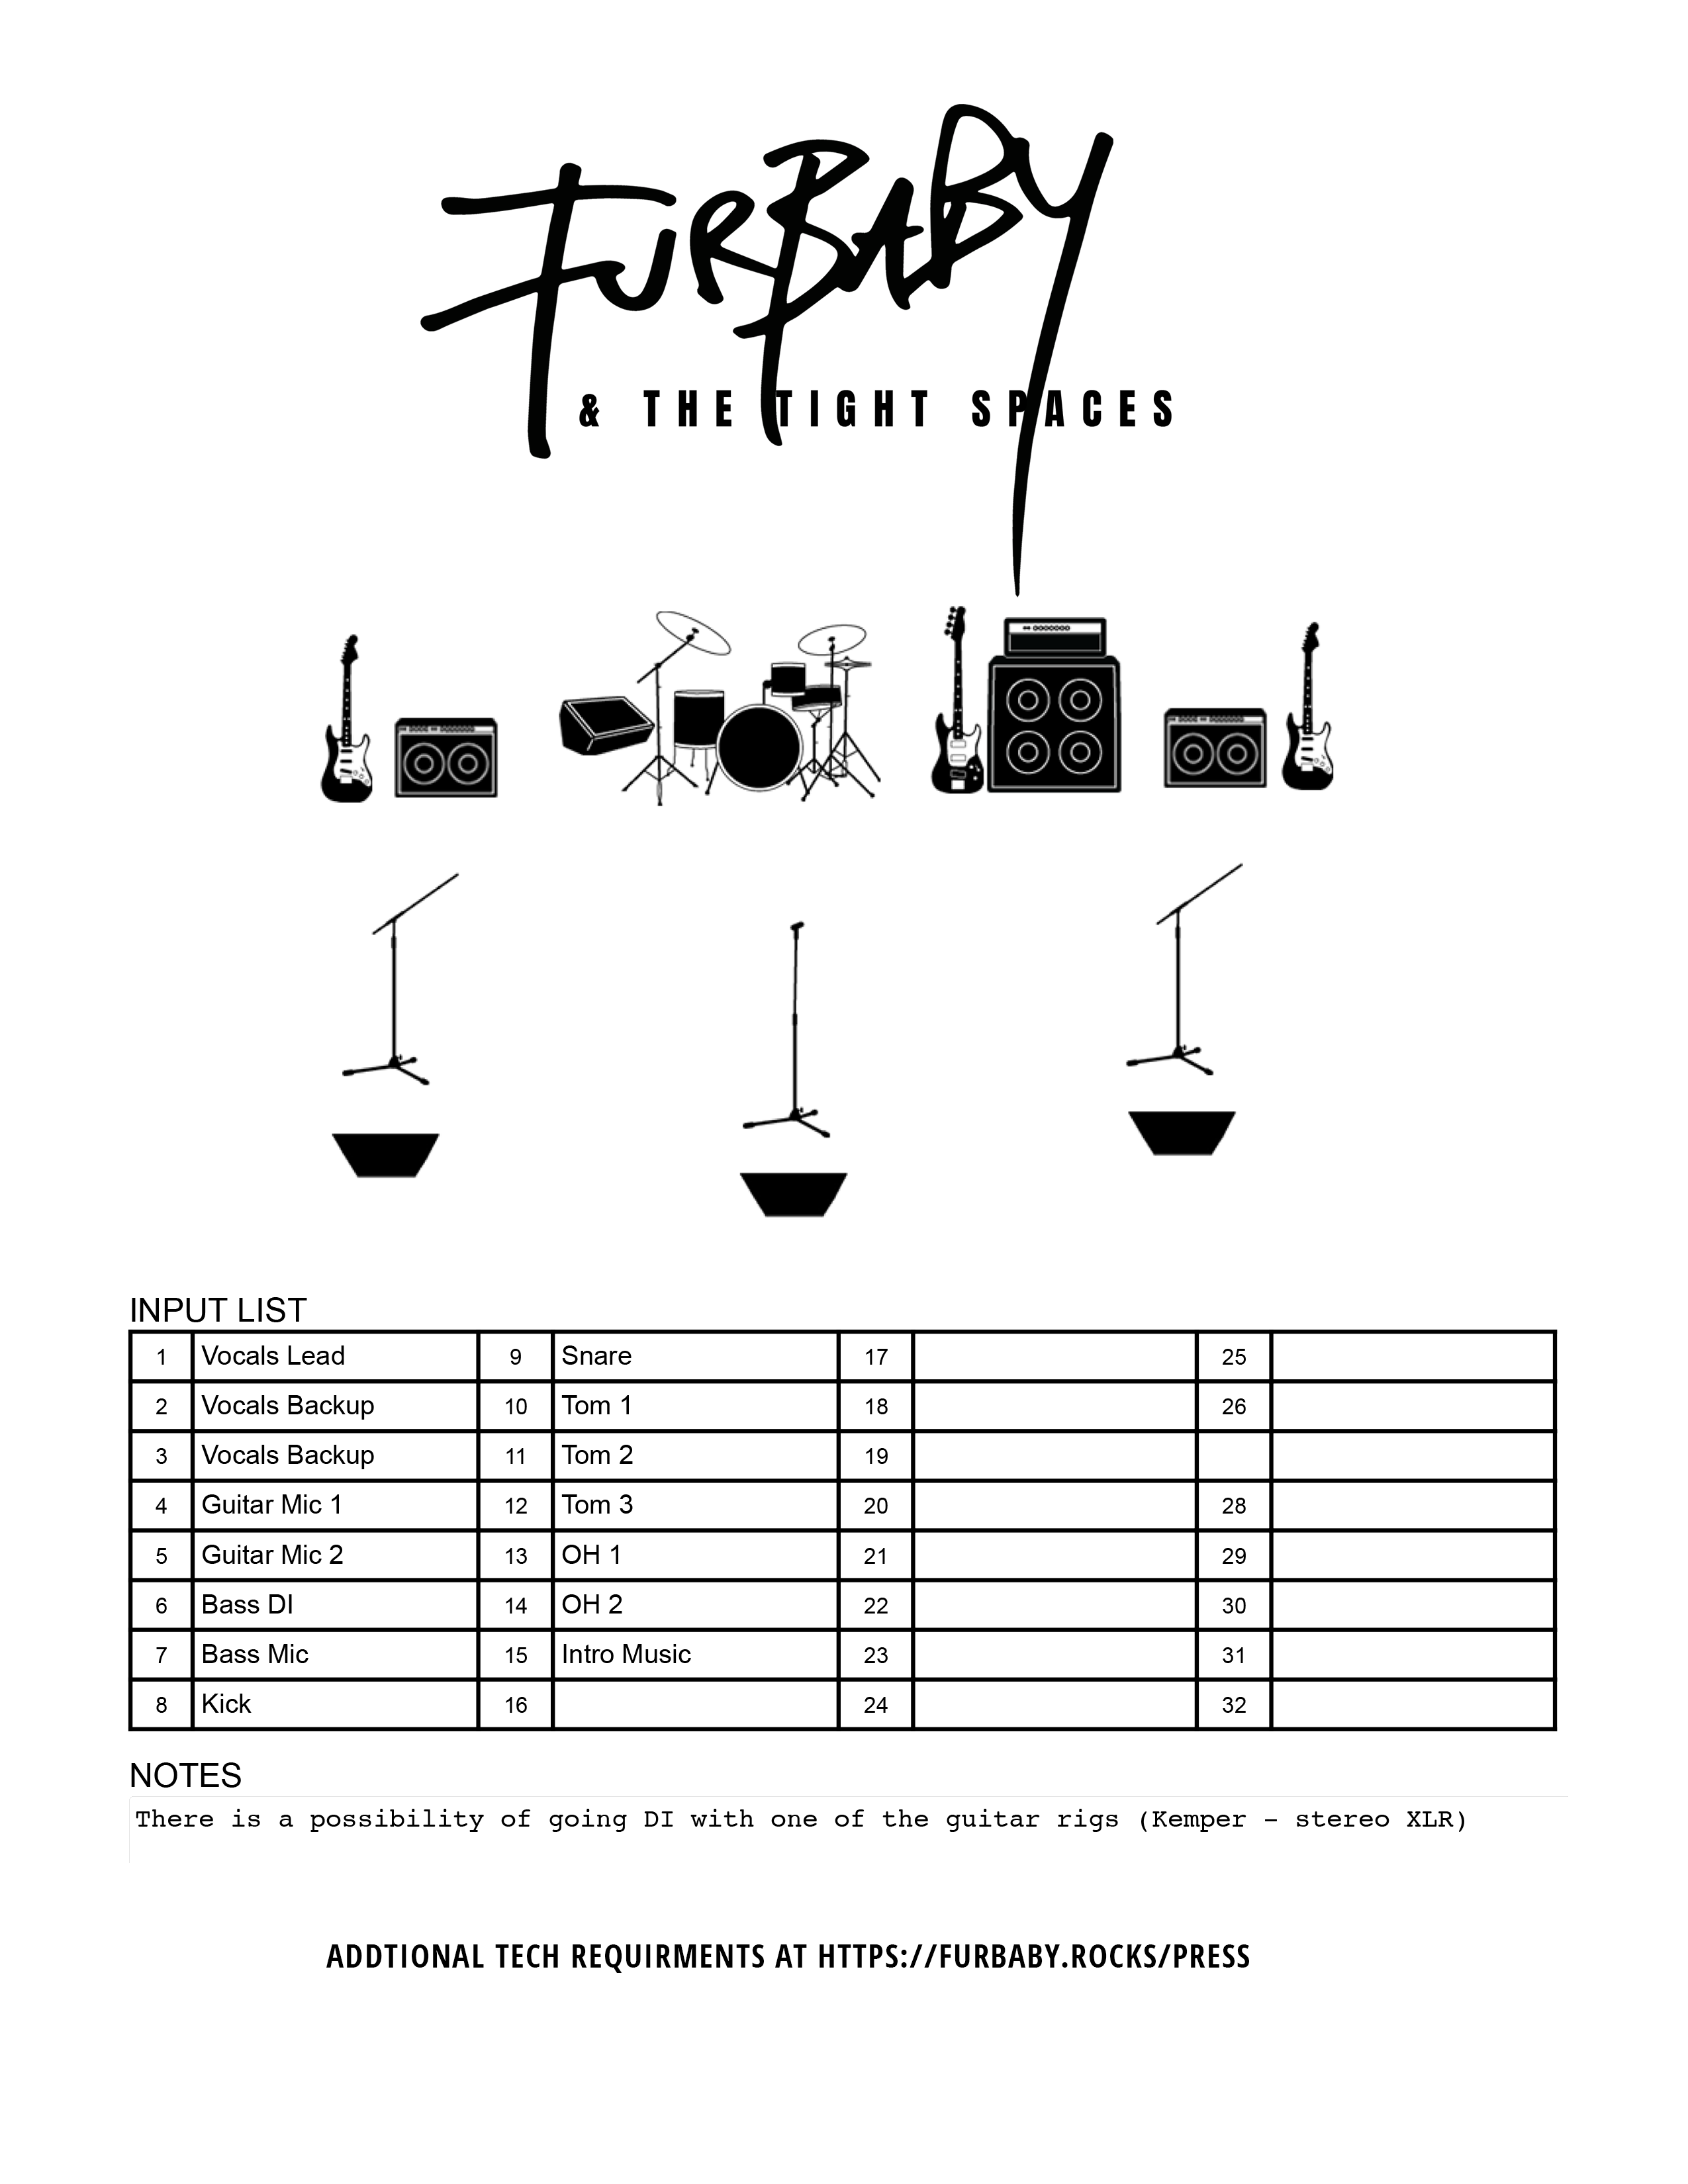 FURBABY
& THE TIGHT SPACES
INPUT LIST
1 Vocals Lead 9 Snare 17 25
2 Vocals Backup 10 Tom 1 18 26
3 Vocals Backup 11 Tom 2 19
4 Guitar Mic 1 12 Tom 3 20 28
5 Guitar Mic 2 13 OH 1 21 29
6 Bass DI 14 OH 2 22 30
7 Bass Mic 15 Intro Music 23 31
8 Kick 16 24 32
NOTES
There is a possibility of going DI with one of the guitar rigs (Kemper - stereo XLR)
ADDTIONAL TECH REQUIRMENTS AT HTTPS://FURBABY.ROCKS/PRESS